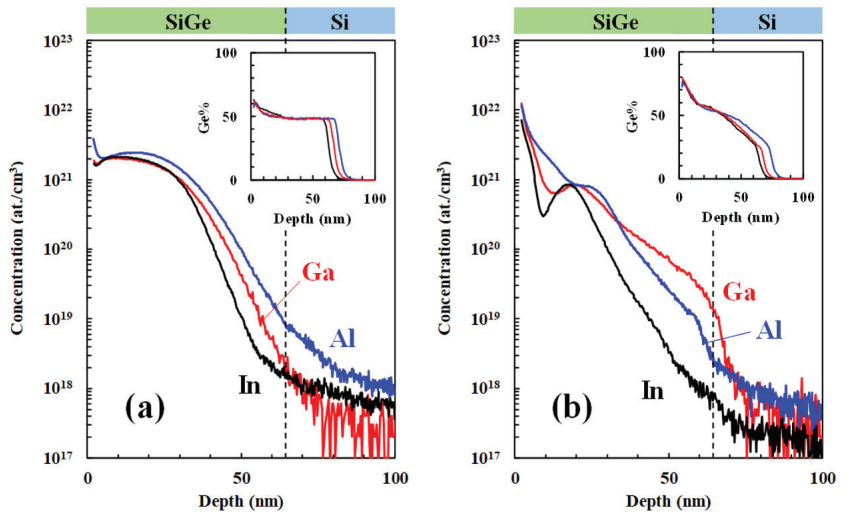 SiGe Si
10²³
10²²
10²¹
10²⁰
10¹⁹
10¹⁸
10¹⁷
Concentration (at./cm³)
0 50 100
Depth (nm)
Ge%
100
50
0
0 50 100
Depth (nm)
Ga
Al
In
(a)
SiGe Si
10²³
10²²
10²¹
10²⁰
10¹⁹
10¹⁸
10¹⁷
Concentration (at./cm³)
0 50 100
Depth (nm)
Ge%
100
50
0
0 50 100
Depth (nm)
Ga
Al
In
(b)